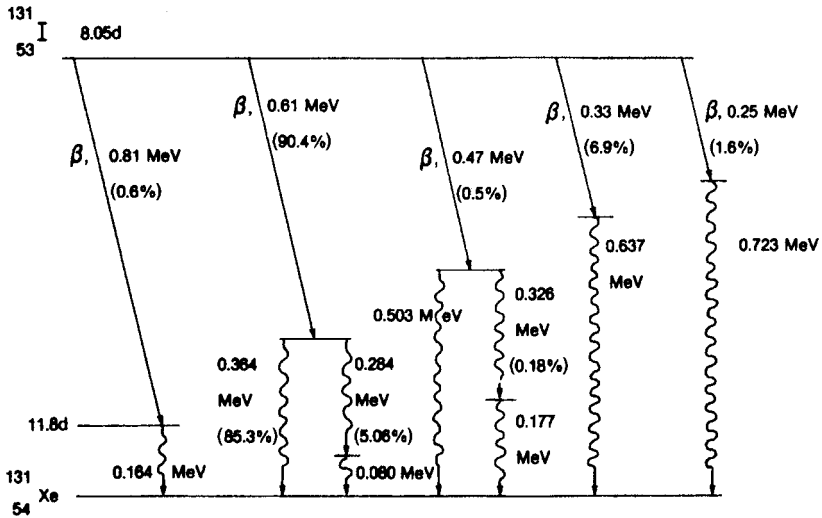 131
I 8.05d
53
β, 0.81 MeV
(0.6%)
β, 0.61 MeV
(90.4%)
β, 0.47 MeV
(0.5%)
β, 0.33 MeV
(6.9%)
β, 0.25 MeV
(1.6%)
0.364
MeV
(85.3%)
0.284
MeV
(5.06%)
0.503 MeV
0.326
MeV
(0.18%)
0.637
MeV
0.723 MeV
11.8d
0.164 MeV
0.080 MeV
0.177
MeV
131
Xe
54